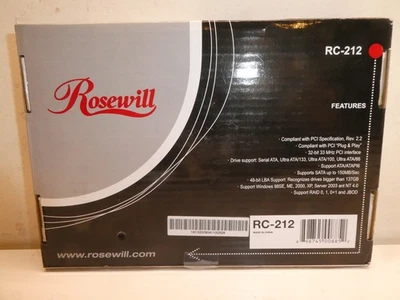 RC-212
Rosewill
FEATURES
· Compliant with PCI Specification, Rev. 2.2
· Compliant with PCI "Plug & Play"
· 32-bit 33 MHz PCI interface
· Drive support: Serial ATA, Ultra ATA/133, Ultra ATA/100, Ultra ATA/66
· Support ATA/ATAPI6
· Supports SATA up to 150MB/Sec
· 48-bit LBA Support: Recognizes drives bigger than 137GB
· Support Windows 98SE, ME, 2000, XP, Server 2003 and NT 4.0
· Support RAID 0, 1, 0+1 and JBOD
RC-212
MADE IN CHINA
www.rosewill.com